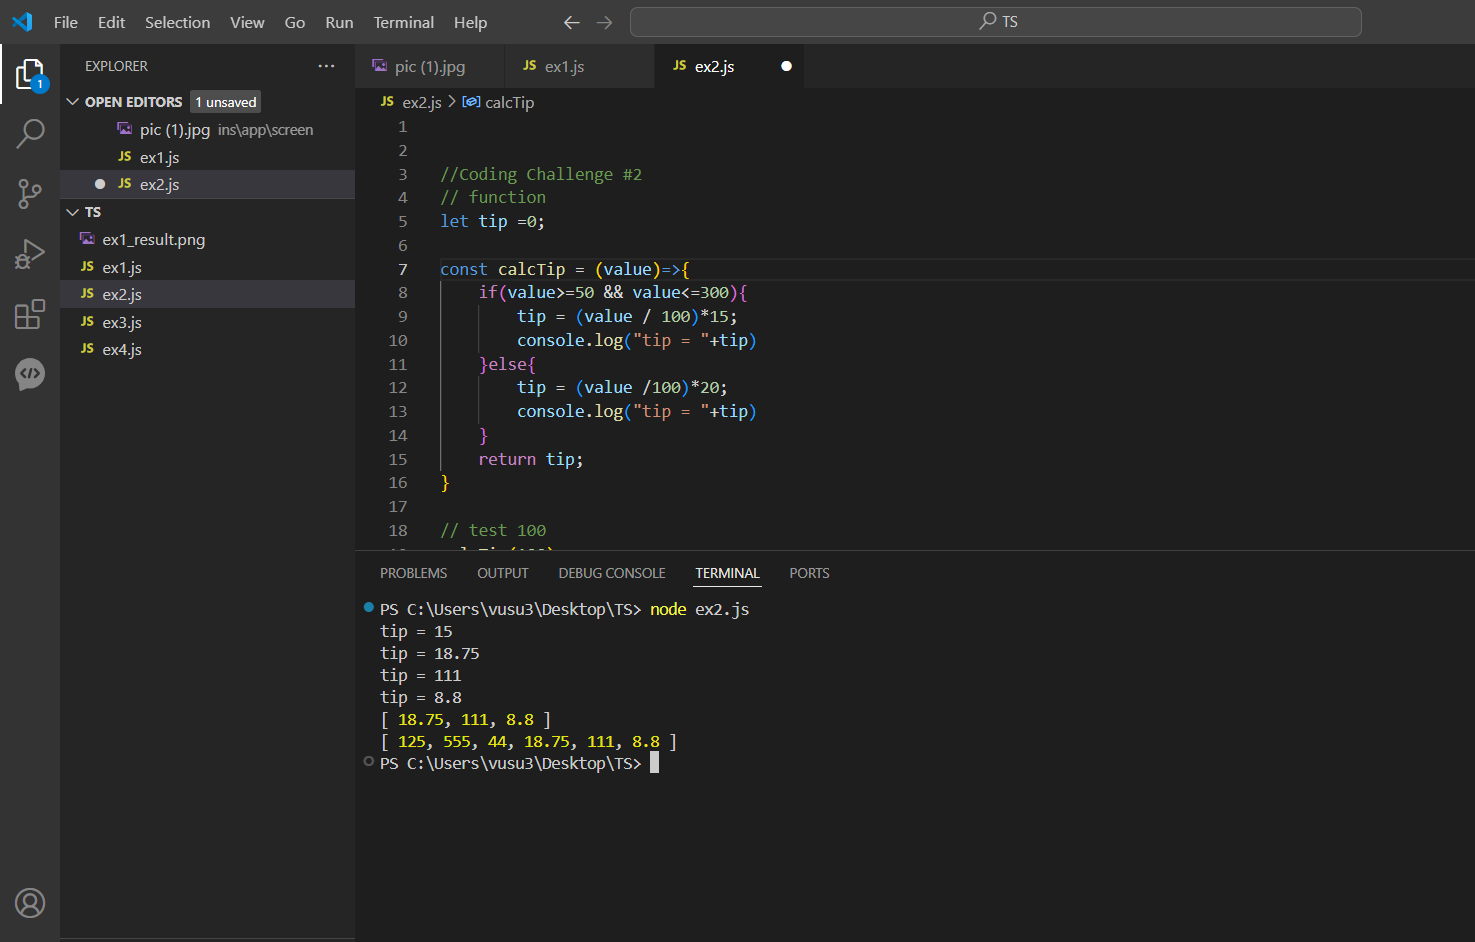 File Edit Selection View Go Run Terminal Help
TS
EXPLORER
OPEN EDITORS 1 unsaved
pic (1).jpg ins\app\screen
JS ex1.js
JS ex2.js
TS
ex1_result.png
JS ex1.js
JS ex2.js
JS ex3.js
JS ex4.js
1
pic (1).jpg
JS ex1.js
JS ex2.js
JS ex2.js > calcTip
1
2
3 //Coding Challenge #2
4 // function
5 let tip =0;
6
7 const calcTip = (value)=>{
8     if(value>=50 && value<=300){
9         tip = (value / 100)*15;
10         console.log("tip = "+tip)
11     }else{
12         tip = (value /100)*20;
13         console.log("tip = "+tip)
14     }
15     return tip;
16 }
17
18 // test 100
PROBLEMS OUTPUT DEBUG CONSOLE TERMINAL PORTS
PS C:\Users\vusu3\Desktop\TS> node ex2.js
tip = 15
tip = 18.75
tip = 111
tip = 8.8
[ 18.75, 111, 8.8 ]
[ 125, 555, 44, 18.75, 111, 8.8 ]
PS C:\Users\vusu3\Desktop\TS>